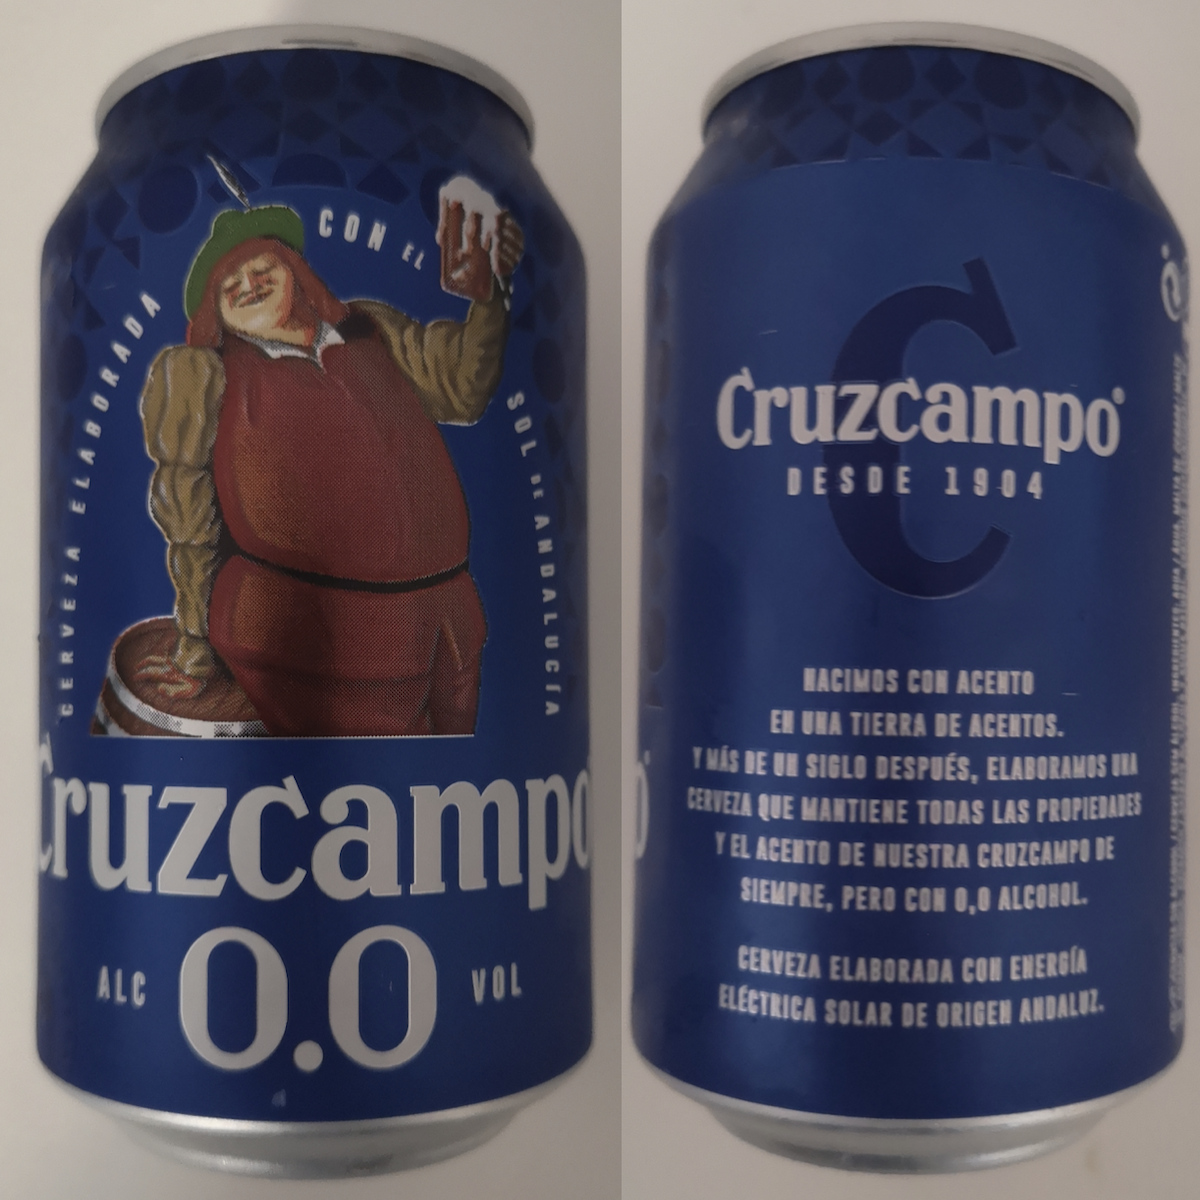 CERVEZA ELABORADA
CON EL
SOL DE ANDALUCÍA
Cruzcampo
ALC 0.0 VOL
Cruzcampo
DESDE 1904
NACIMOS CON ACENTO
EN UNA TIERRA DE ACENTOS.
Y MÁS DE UN SIGLO DESPUÉS, ELABORAMOS UNA
CERVEZA QUE MANTIENE TODAS LAS PROPIEDADES
Y EL ACENTO DE NUESTRA CRUZCAMPO DE
SIEMPRE, PERO CON 0,0 ALCOHOL.
CERVEZA ELABORADA CON ENERGÍA
ELÉCTRICA SOLAR DE ORIGEN ANDALUZ.